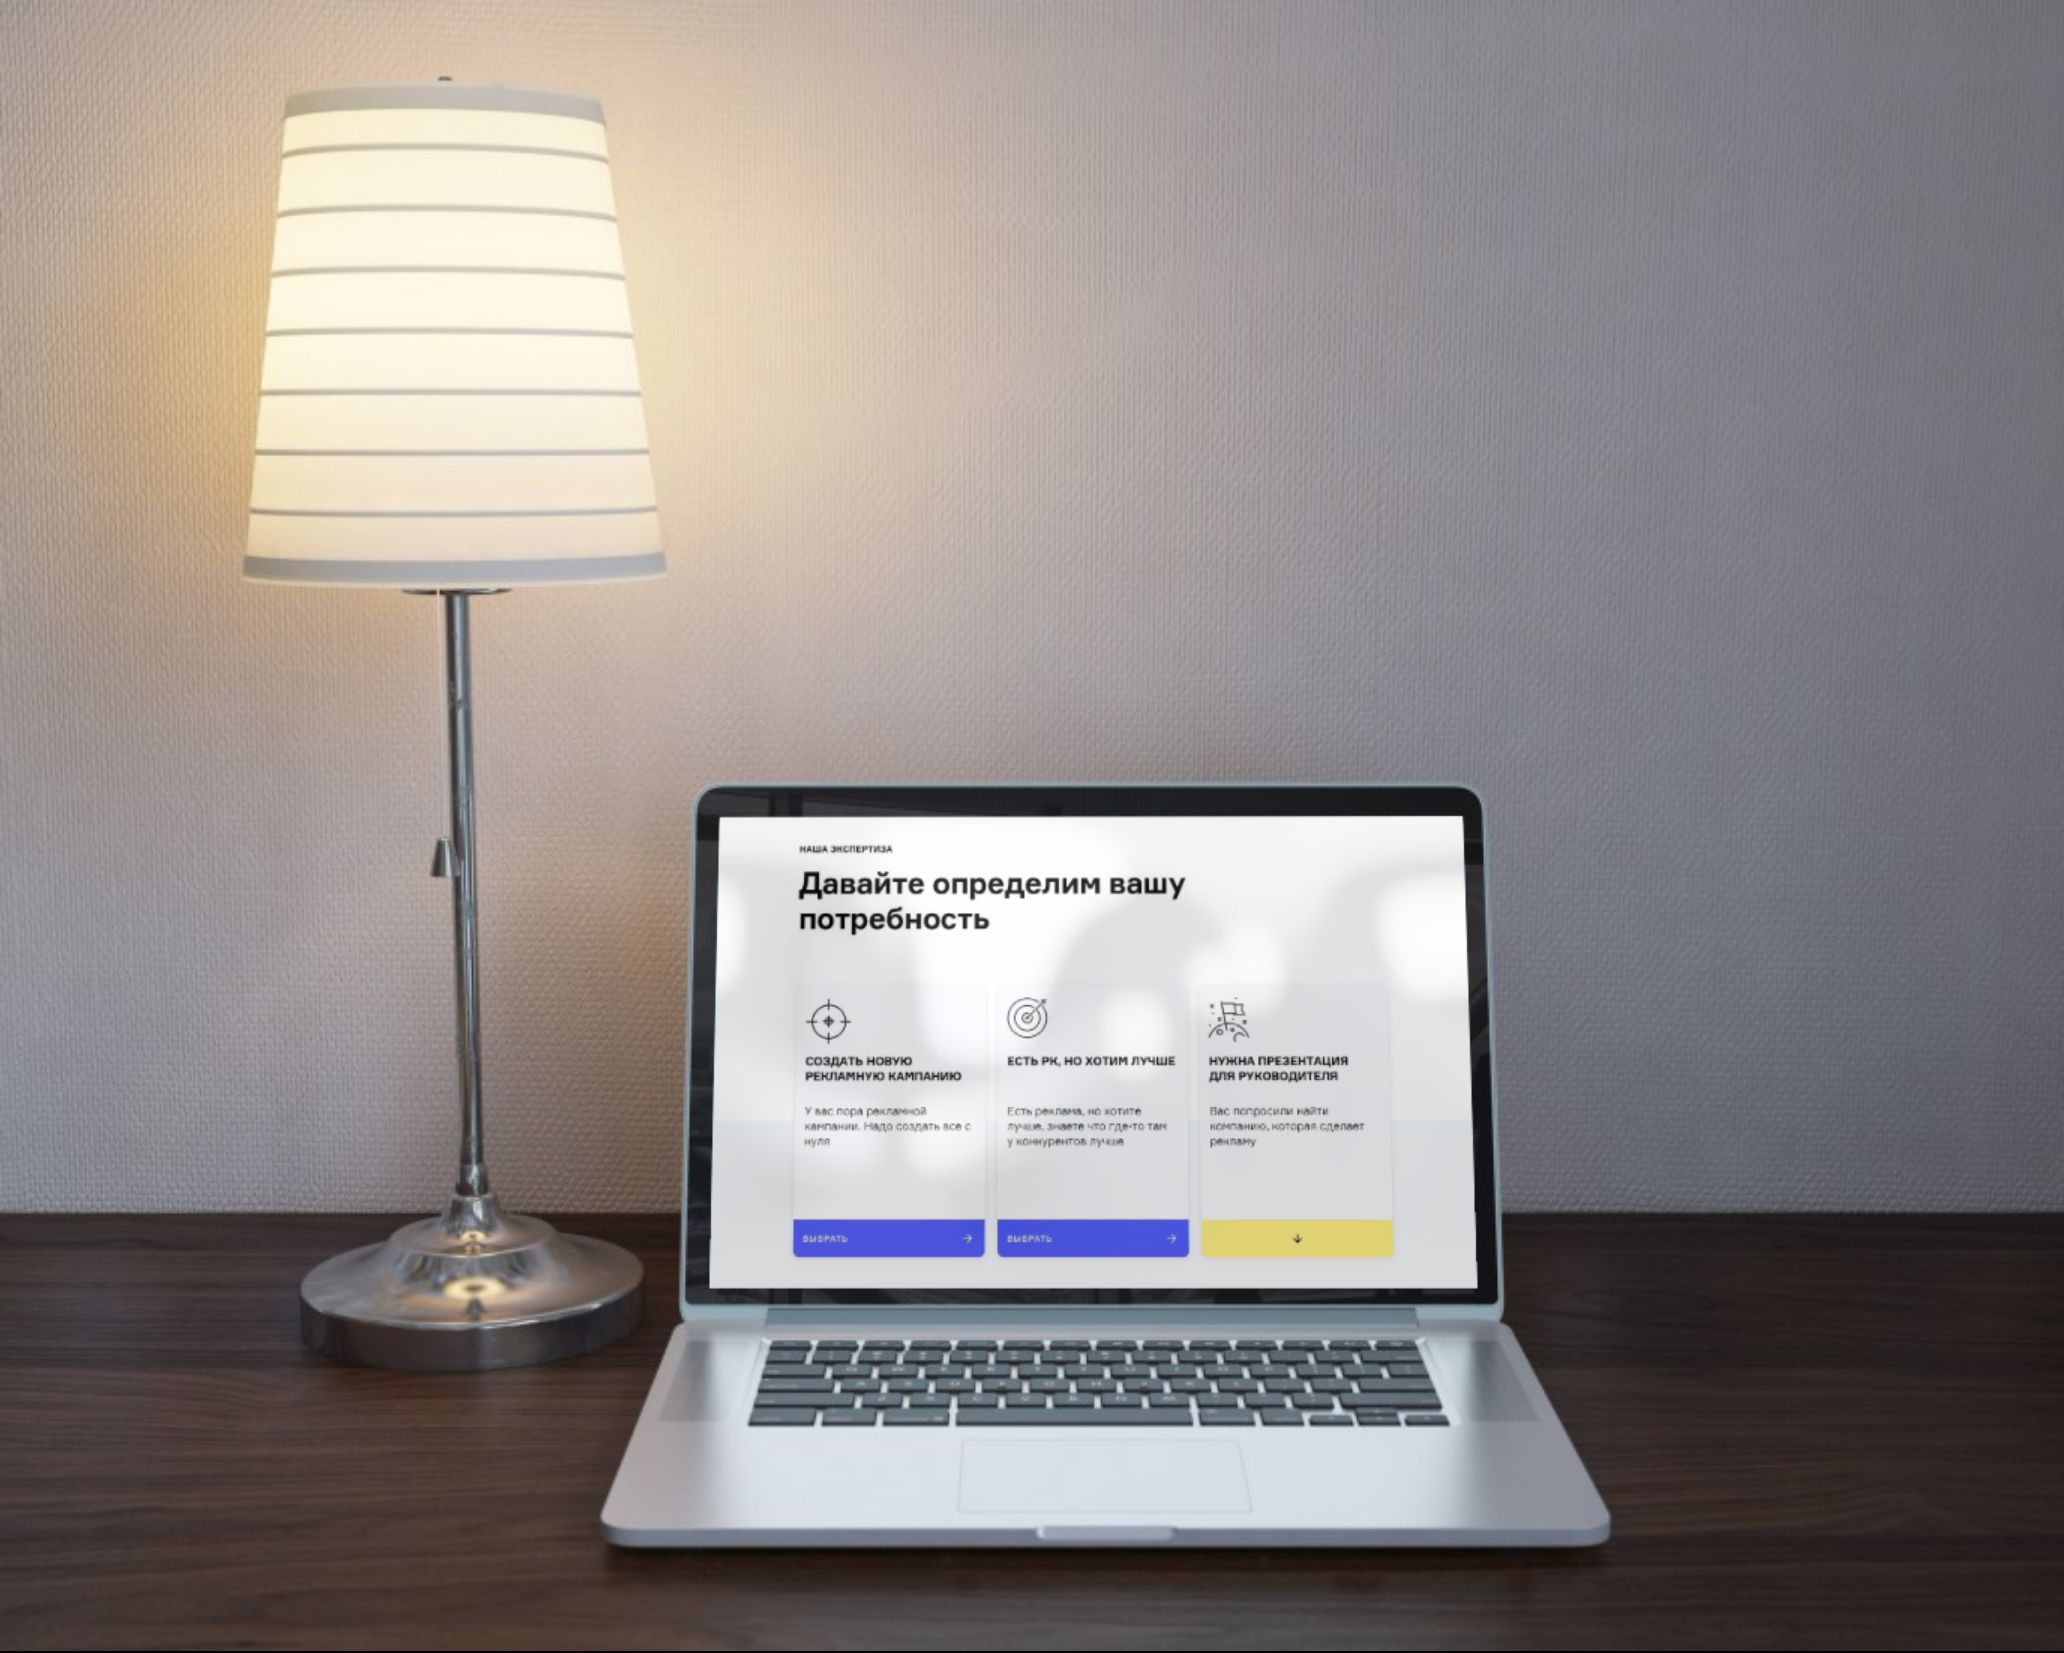 НАША ЭКСПЕРТИЗА
Давайте определим вашу
потребность
СОЗДАТЬ НОВУЮ
РЕКЛАМНУЮ КАМПАНИЮ
У вас пора рекламной
кампании. Надо создать все с
нуля
ВЫБРАТЬ
ЕСТЬ РК, НО ХОТИМ ЛУЧШЕ
Есть реклама, но хотите
лучше, знаете что где-то там
у конкурентов лучше
ВЫБРАТЬ
НУЖНА ПРЕЗЕНТАЦИЯ
ДЛЯ РУКОВОДИТЕЛЯ
Вас попросили найти
компанию, которая сделает
рекламу